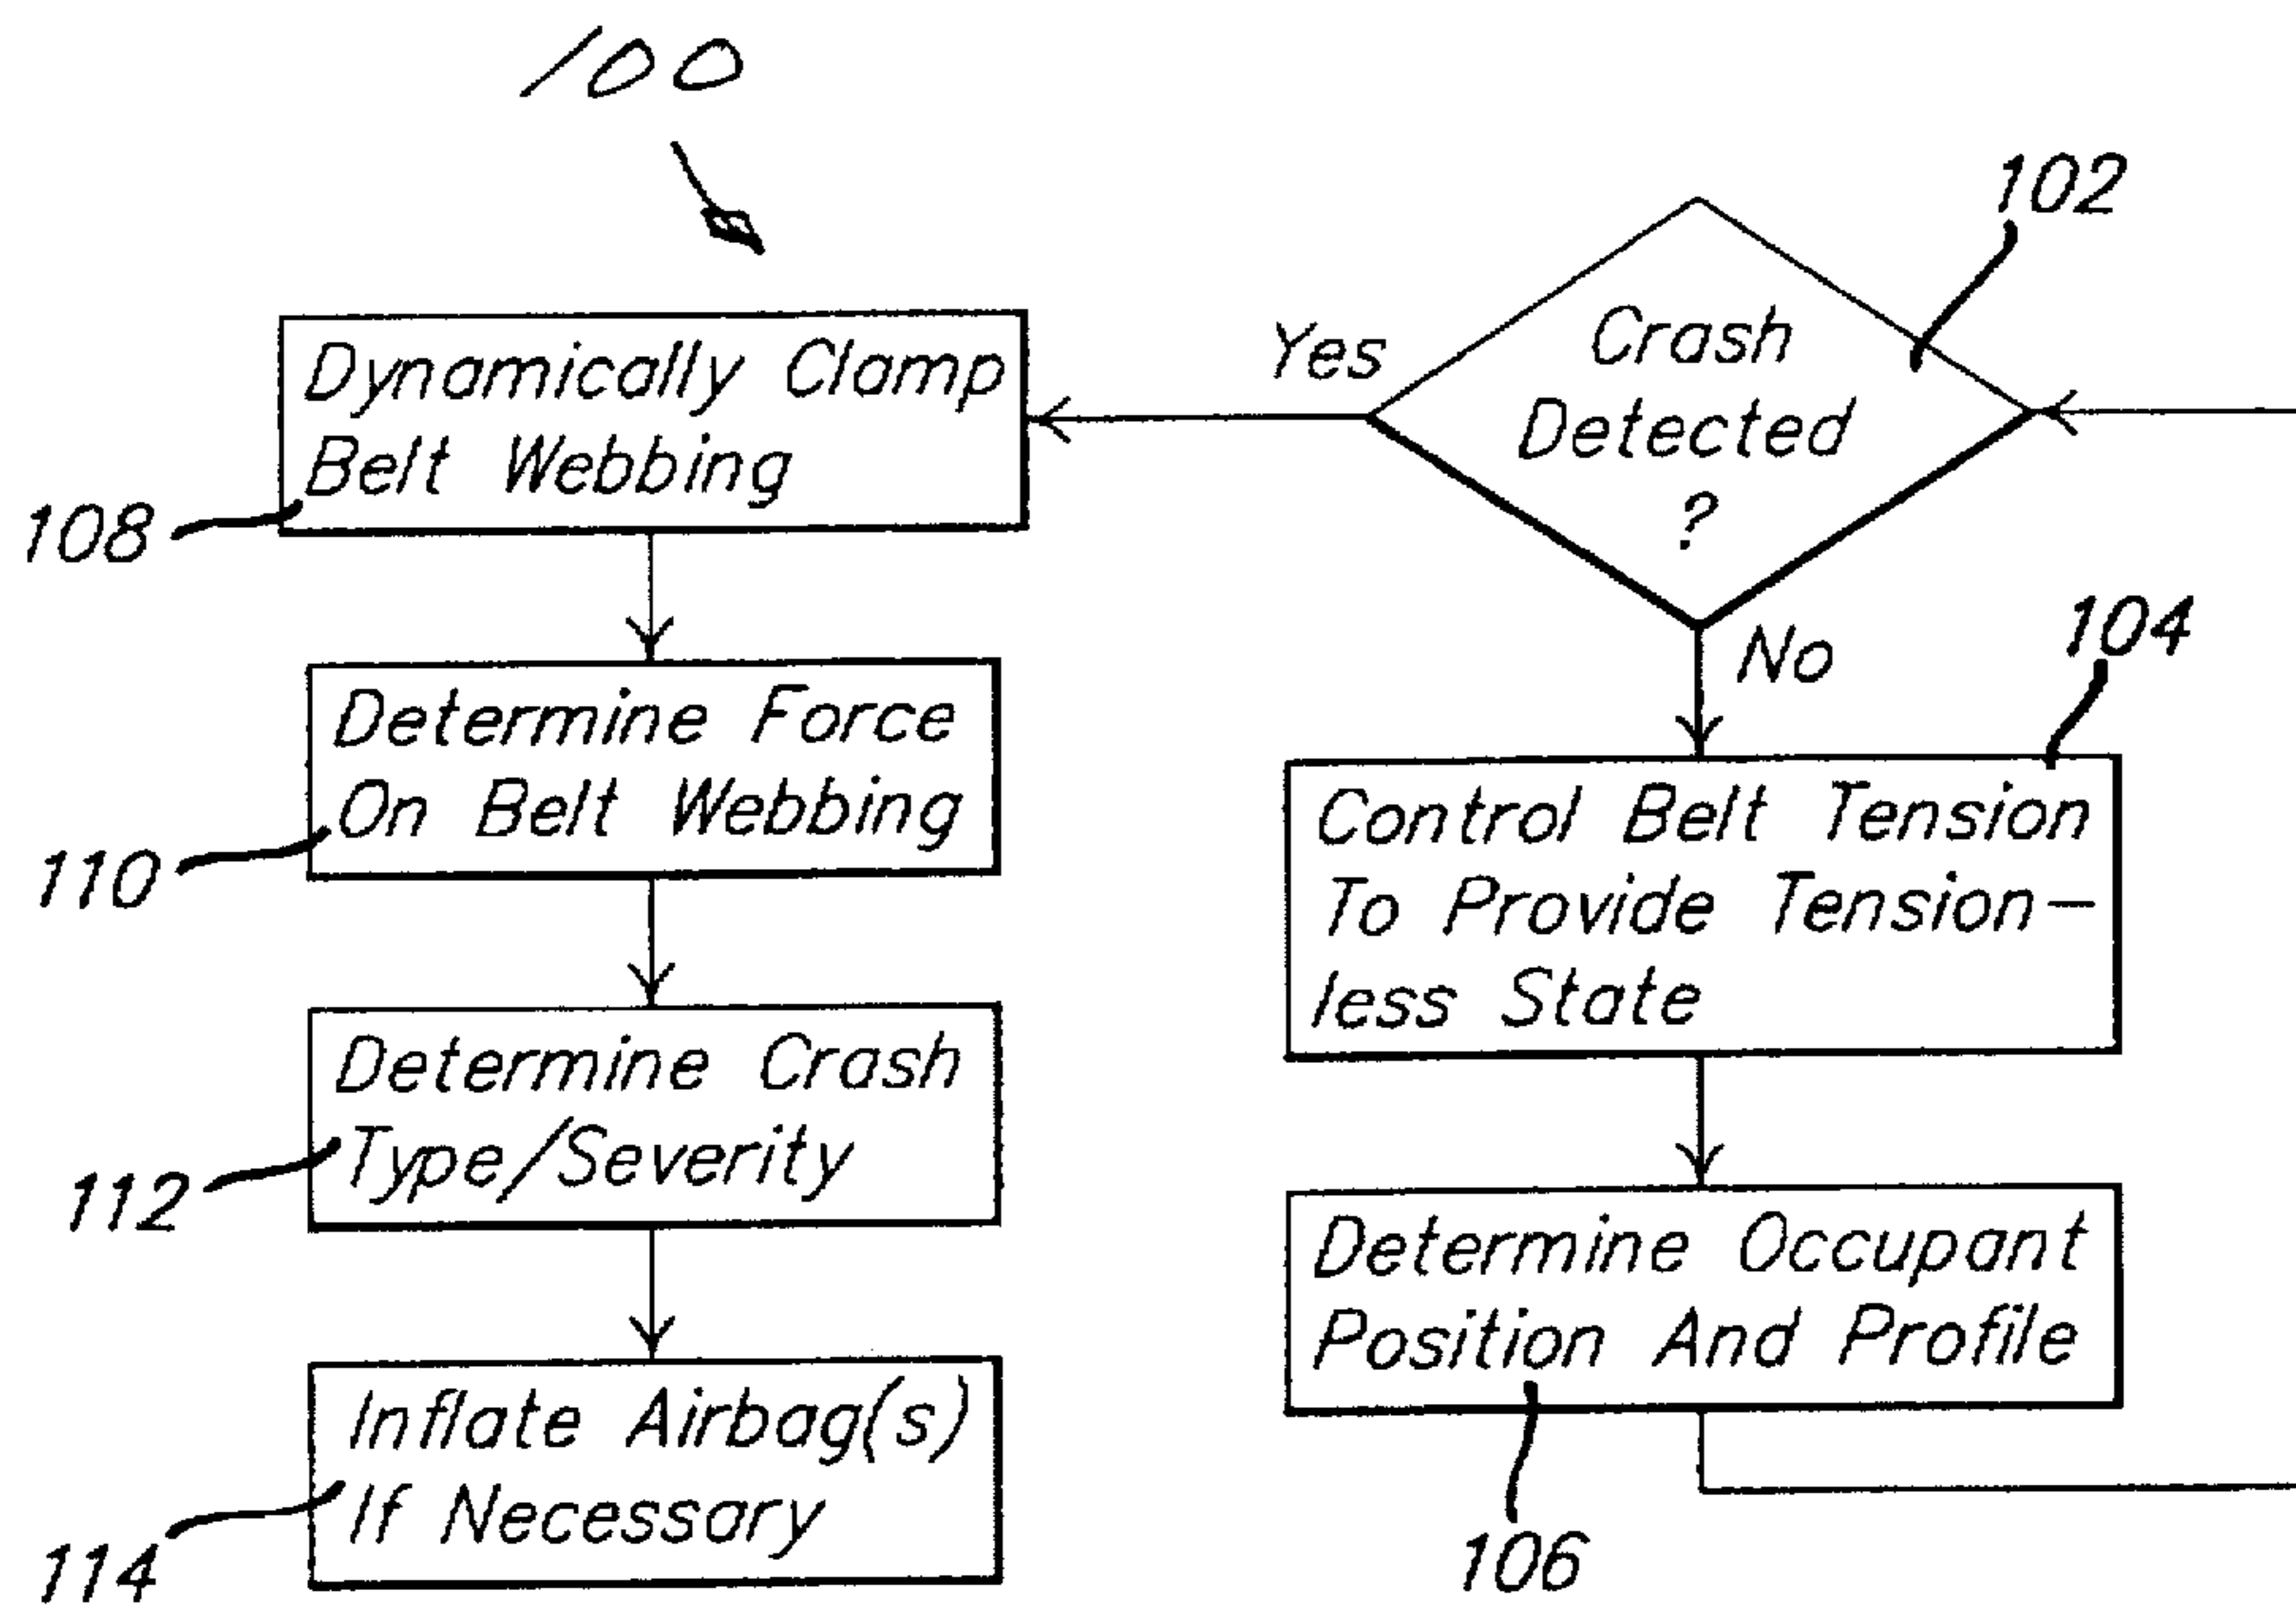 100
102
Crash
Detected
?
Yes
No
Dynamically Clamp
Belt Webbing
108
Determine Force
On Belt Webbing
110
Determine Crash
Type/Severity
112
Inflate Airbag(s)
If Necessary
114
104
Control Belt Tension
To Provide Tension-
less State
Determine Occupant
Position And Profile
106